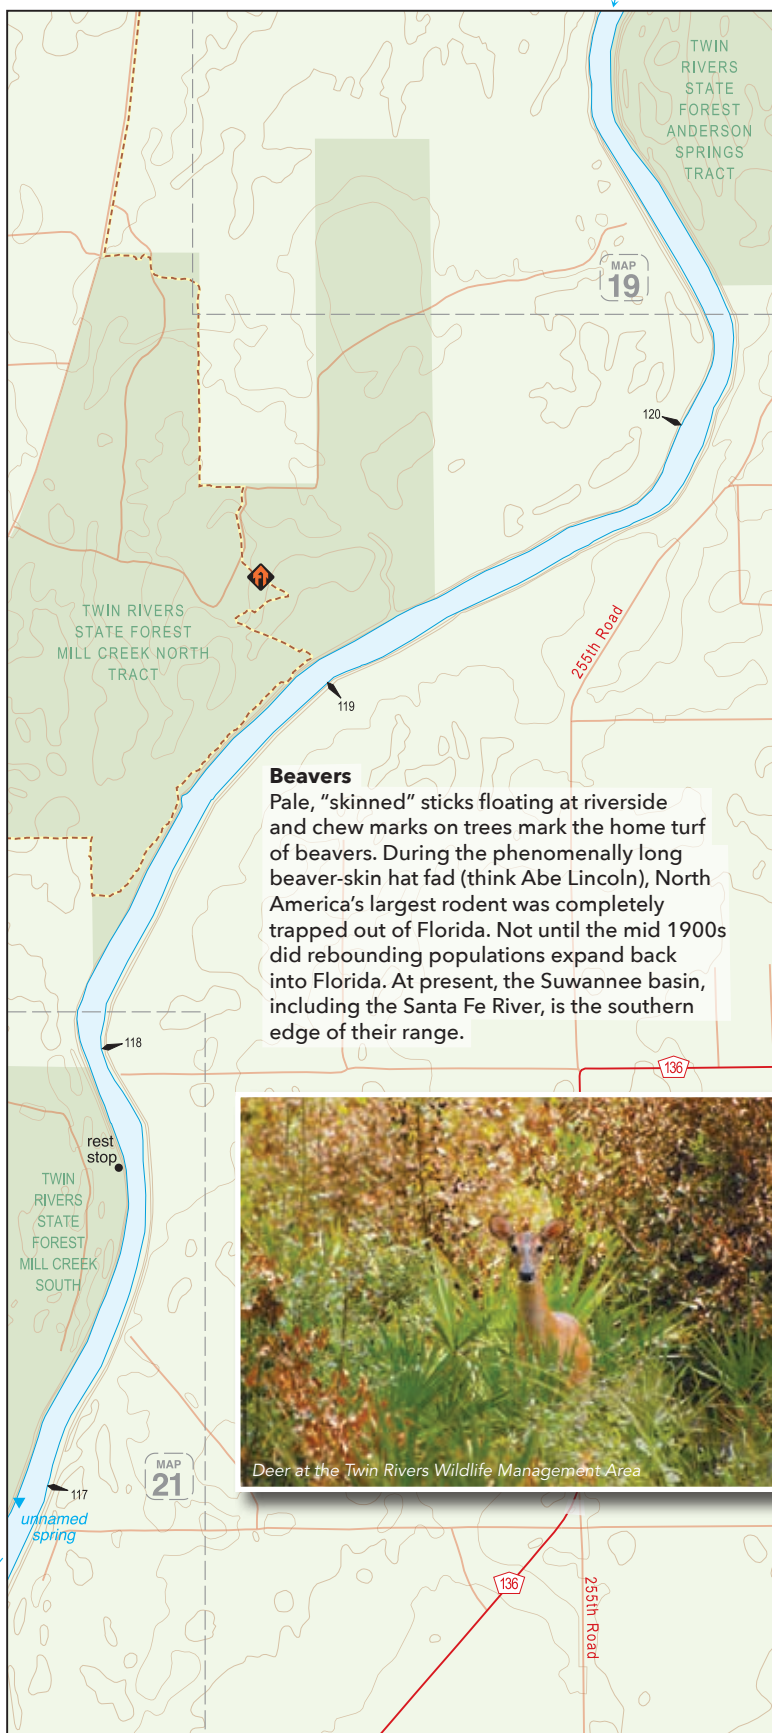 TWIN
RIVERS
STATE
FOREST
ANDERSON
SPRINGS
TRACT
MAP
19
120
TWIN RIVERS
STATE FOREST
MILL CREEK NORTH
TRACT
255th Road
119
Beavers
Pale, “skinned” sticks floating at riverside
and chew marks on trees mark the home turf
of beavers. During the phenomenally long
beaver-skin hat fad (think Abe Lincoln), North
America’s largest rodent was completely
trapped out of Florida. Not until the mid 1900s
did rebounding populations expand back
into Florida. At present, the Suwannee basin,
including the Santa Fe River, is the southern
edge of their range.
118
136
rest
stop
TWIN
RIVERS
STATE
FOREST
MILL CREEK
SOUTH
Deer at the Twin Rivers Wildlife Management Area
MAP
21
117
unnamed
spring
136
255th Road